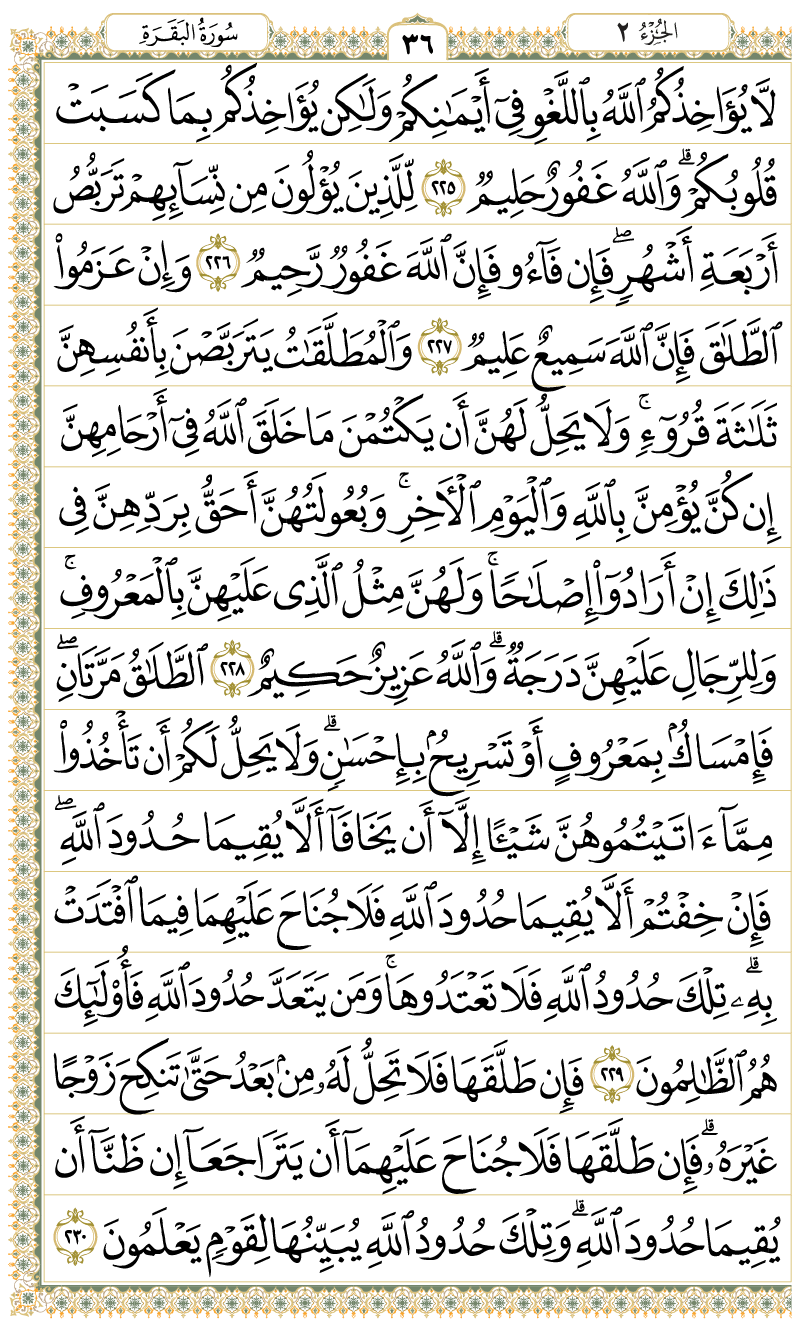 الجُزْءُ ٢
٣٦
سُورَةُ البَقَرَةِ
لَّا يُؤَاخِذُكُمُ ٱللَّهُ بِٱللَّغْوِ فِىٓ أَيْمَـٰنِكُمْ وَلَـٰكِن يُؤَاخِذُكُم بِمَا كَسَبَتْ
قُلُوبُكُمْ ۗ وَٱللَّهُ غَفُورٌ حَلِيمٌ ٢٢٥ لِّلَّذِينَ يُؤْلُونَ مِن نِّسَآئِهِمْ تَرَبُّصُ
أَرْبَعَةِ أَشْهُرٍ ۖ فَإِن فَآءُو فَإِنَّ ٱللَّهَ غَفُورٌ رَّحِيمٌ ٢٢٦ وَإِنْ عَزَمُوا۟
ٱلطَّلَـٰقَ فَإِنَّ ٱللَّهَ سَمِيعٌ عَلِيمٌ ٢٢٧ وَٱلْمُطَلَّقَـٰتُ يَتَرَبَّصْنَ بِأَنفُسِهِنَّ
ثَلَـٰثَةَ قُرُوٓءٍ ۚ وَلَا يَحِلُّ لَهُنَّ أَن يَكْتُمْنَ مَا خَلَقَ ٱللَّهُ فِىٓ أَرْحَامِهِنَّ
إِن كُنَّ يُؤْمِنَّ بِٱللَّهِ وَٱلْيَوْمِ ٱلْـَٔاخِرِ ۚ وَبُعُولَتُهُنَّ أَحَقُّ بِرَدِّهِنَّ فِى
ذَٰلِكَ إِنْ أَرَادُوٓا۟ إِصْلَـٰحًا ۚ وَلَهُنَّ مِثْلُ ٱلَّذِى عَلَيْهِنَّ بِٱلْمَعْرُوفِ ۚ
وَلِلرِّجَالِ عَلَيْهِنَّ دَرَجَةٌ ۗ وَٱللَّهُ عَزِيزٌ حَكِيمٌ ٢٢٨ ٱلطَّلَـٰقُ مَرَّتَانِ ۖ
فَإِمْسَاكٌۢ بِمَعْرُوفٍ أَوْ تَسْرِيحٌۢ بِإِحْسَـٰنٍ ۗ وَلَا يَحِلُّ لَكُمْ أَن تَأْخُذُوا۟
مِمَّآ ءَاتَيْتُمُوهُنَّ شَيْـًٔا إِلَّآ أَن يَخَافَآ أَلَّا يُقِيمَا حُدُودَ ٱللَّهِ ۖ
فَإِنْ خِفْتُمْ أَلَّا يُقِيمَا حُدُودَ ٱللَّهِ فَلَا جُنَاحَ عَلَيْهِمَا فِيمَا ٱفْتَدَتْ
بِهِۦ ۗ تِلْكَ حُدُودُ ٱللَّهِ فَلَا تَعْتَدُوهَا ۚ وَمَن يَتَعَدَّ حُدُودَ ٱللَّهِ فَأُو۟لَـٰٓئِكَ
هُمُ ٱلظَّـٰلِمُونَ ٢٢٩ فَإِن طَلَّقَهَا فَلَا تَحِلُّ لَهُۥ مِنۢ بَعْدُ حَتَّىٰ تَنكِحَ زَوْجًا
غَيْرَهُۥ ۗ فَإِن طَلَّقَهَا فَلَا جُنَاحَ عَلَيْهِمَآ أَن يَتَرَاجَعَآ إِن ظَنَّآ أَن
يُقِيمَا حُدُودَ ٱللَّهِ ۗ وَتِلْكَ حُدُودُ ٱللَّهِ يُبَيِّنُهَا لِقَوْمٍ يَعْلَمُونَ ٢٣٠